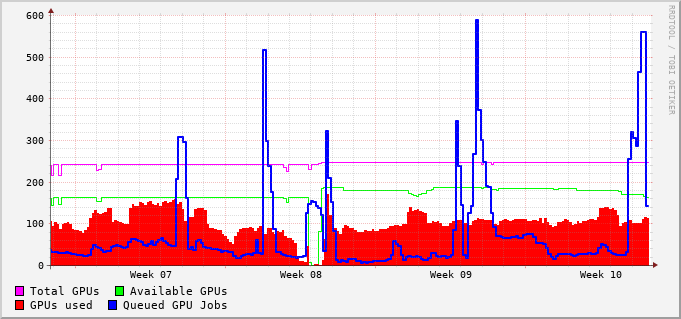 600
500
400
300
200
100
0
Week 07 Week 08 Week 09 Week 10
Total GPUs Available GPUs
GPUs used Queued GPU Jobs
RRDTOOL / TOBI OETIKER